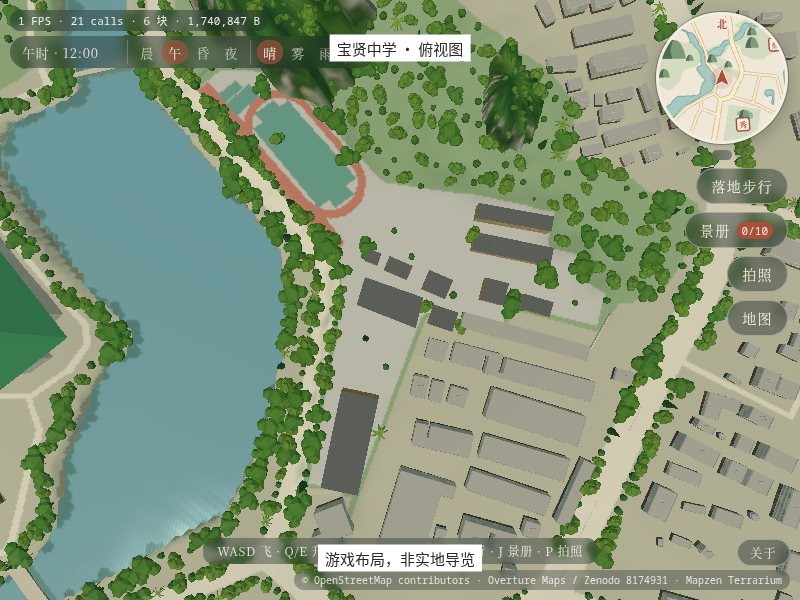 1 FPS · 21 calls · 6 块 · 1,740,847 B
午时 · 12:00 晨 午 昏 夜 晴 雾 雨
宝贤中学 · 俯视图
北
秀
落地步行
景册 0/10
拍照
地图
WASD 飞 · Q/E · J 景册 · P 拍照
关于
游戏布局，非实地导览
© OpenStreetMap contributors · Overture Maps / Zenodo 8174931 · Mapzen Terrarium